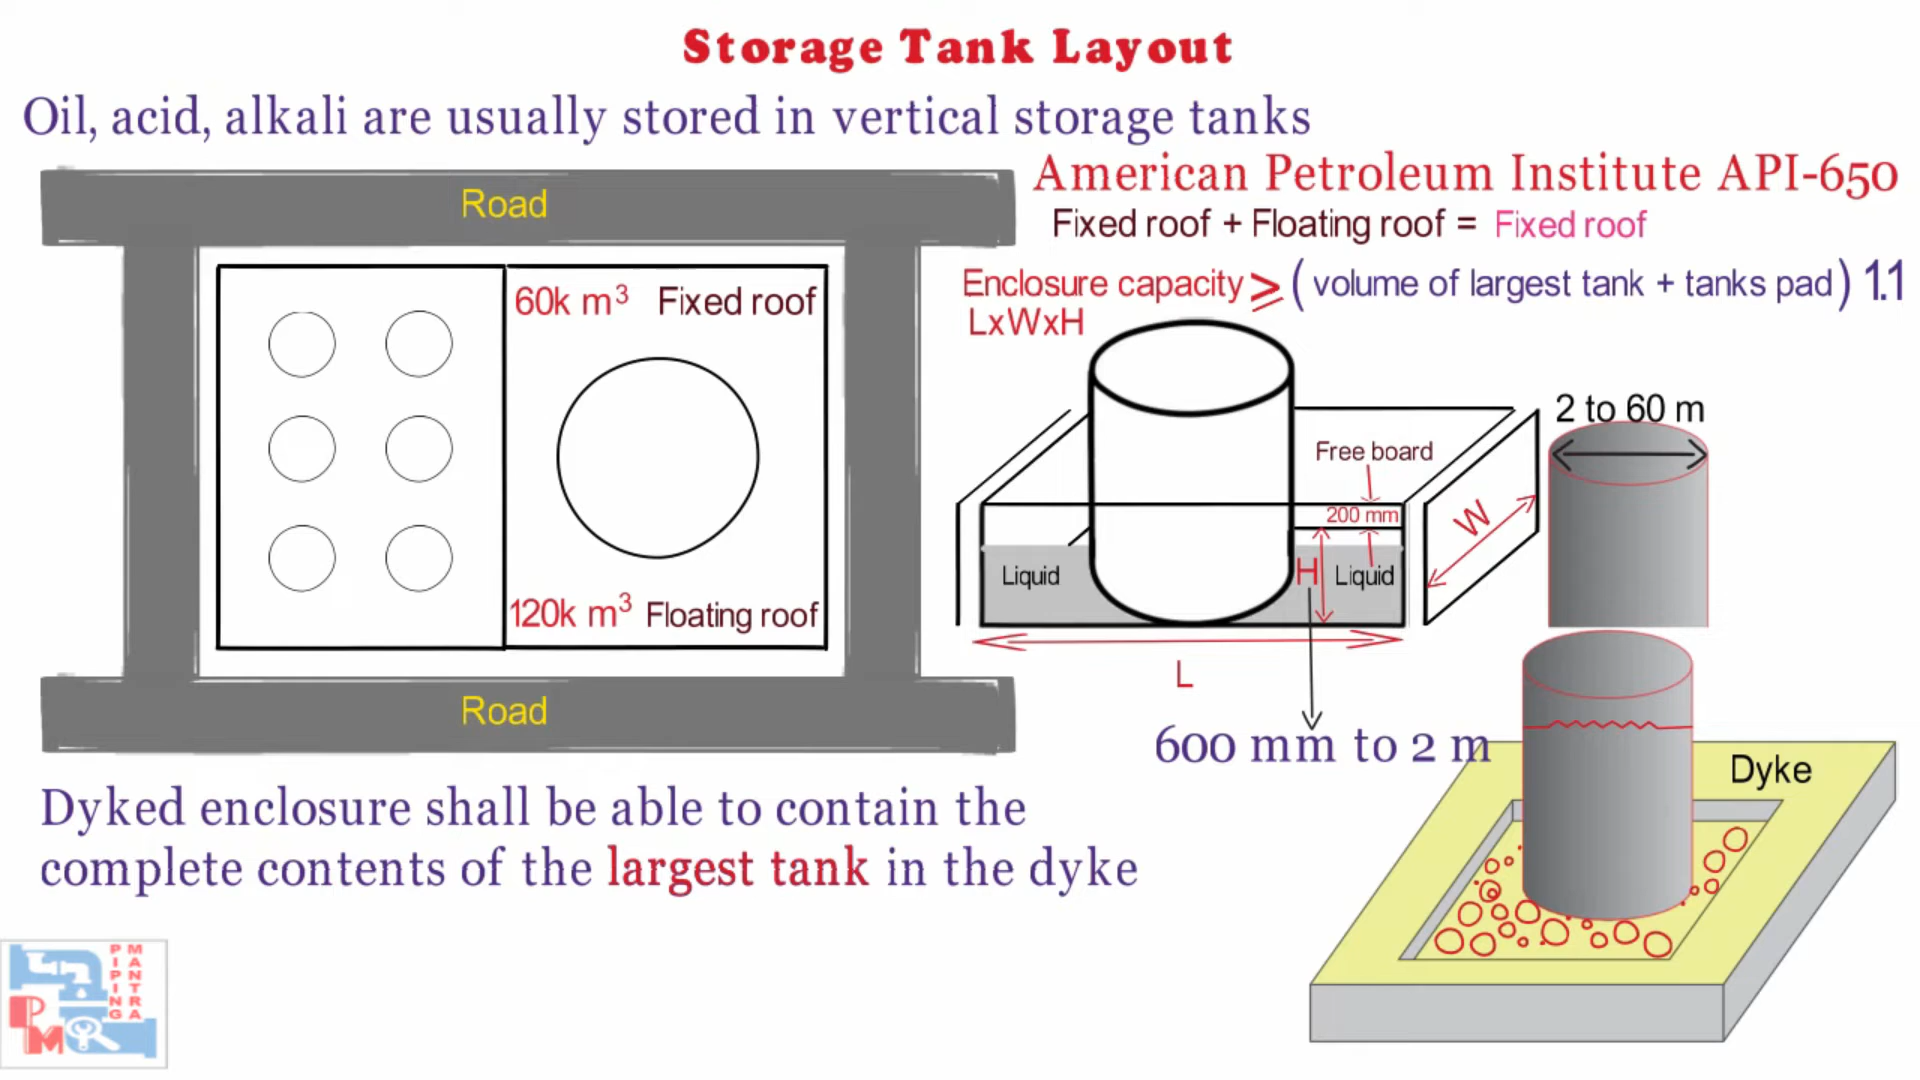 Storage Tank Layout
Oil, acid, alkali are usually stored in vertical storage tanks
American Petroleum Institute API-650
Fixed roof + Floating roof = Fixed roof
Enclosure capacity ≥ ( volume of largest tank + tanks pad ) 1.1
LxWxH
Road
60k m³ Fixed roof
120k m³ Floating roof
Road
2 to 60 m
Free board
200 mm
W
Liquid
H
Liquid
L
600 mm to 2 m
Dyke
Dyked enclosure shall be able to contain the
complete contents of the largest tank in the dyke
PIPING
MANTRA
PM